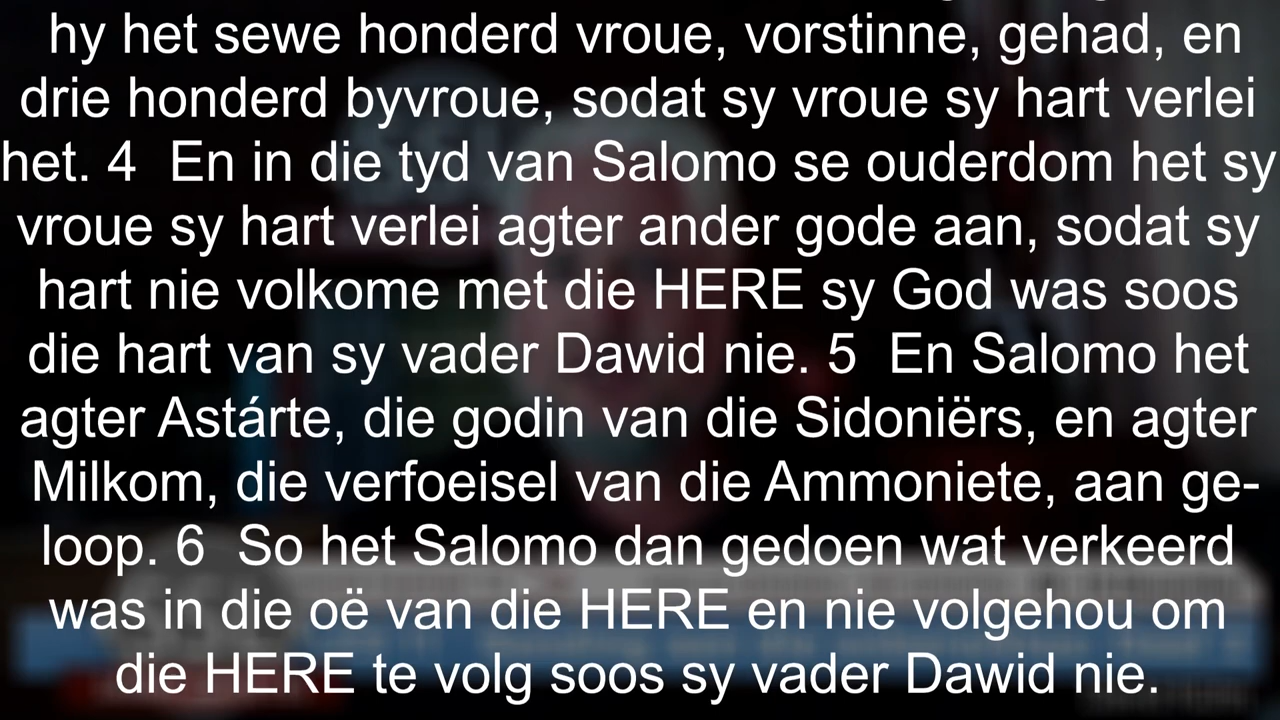 hy het sewe honderd vroue, vorstinne, gehad, en
drie honderd byvroue, sodat sy vroue sy hart verlei
het. 4  En in die tyd van Salomo se ouderdom het sy
vroue sy hart verlei agter ander gode aan, sodat sy
hart nie volkome met die HERE sy God was soos
die hart van sy vader Dawid nie. 5  En Salomo het
agter Astárte, die godin van die Sidoniërs, en agter
Milkom, die verfoeisel van die Ammoniete, aan ge-
loop. 6  So het Salomo dan gedoen wat verkeerd
was in die oë van die HERE en nie volgehou om
die HERE te volg soos sy vader Dawid nie.